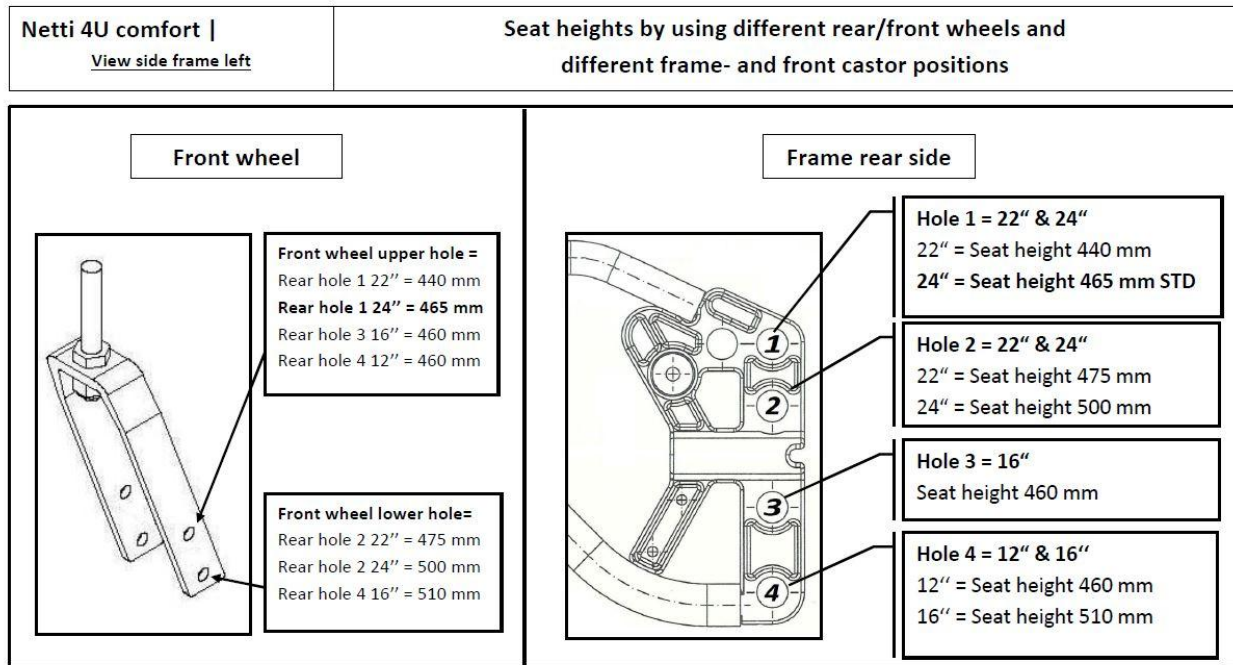 Netti 4U comfort |
View side frame left
Seat heights by using different rear/front wheels and
different frame- and front castor positions
Front wheel
Front wheel upper hole =
Rear hole 1 22’’ = 440 mm
Rear hole 1 24’’ = 465 mm
Rear hole 3 16’’ = 460 mm
Rear hole 4 12’’ = 460 mm
Front wheel lower hole=
Rear hole 2 22’’ = 475 mm
Rear hole 2 24’’ = 500 mm
Rear hole 4 16’’ = 510 mm
Frame rear side
1
2
3
4
Hole 1 = 22“ & 24“
22“ = Seat height 440 mm
24“ = Seat height 465 mm STD
Hole 2 = 22“ & 24“
22“ = Seat height 475 mm
24“ = Seat height 500 mm
Hole 3 = 16“
Seat height 460 mm
Hole 4 = 12“ & 16‘‘
12‘‘ = Seat height 460 mm
16‘‘ = Seat height 510 mm